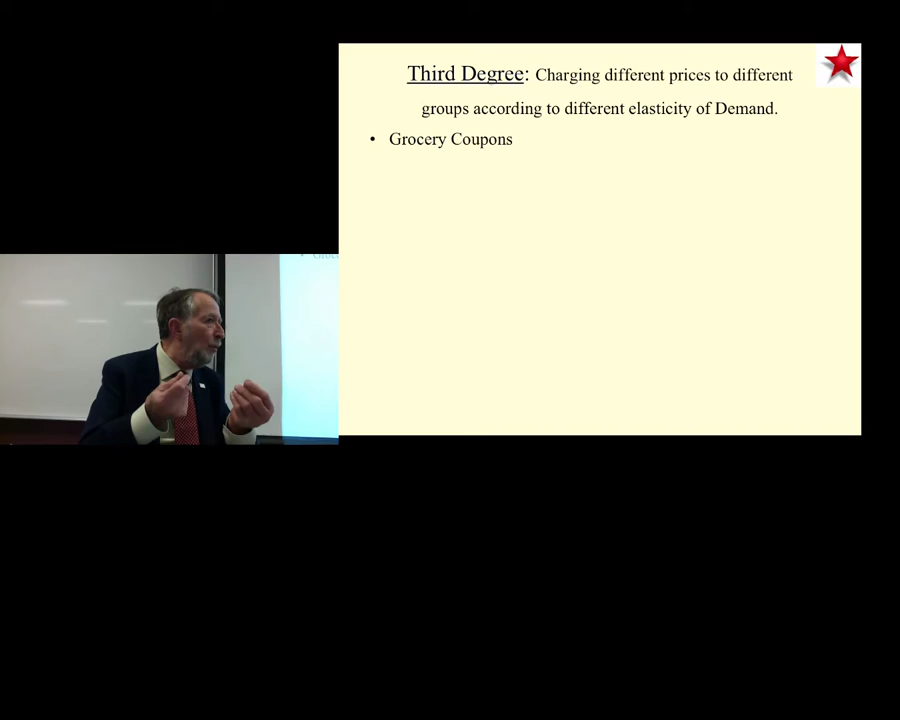 Third Degree: Charging different prices to different
groups according to different elasticity of Demand.
• Grocery Coupons